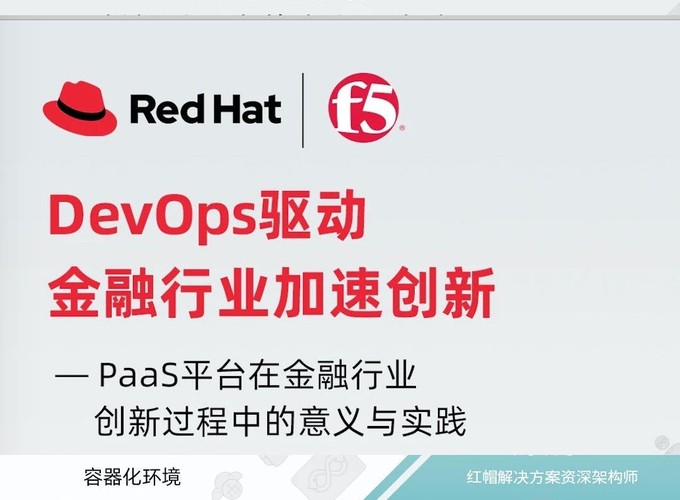 Red Hat
f5
DevOps驱动
金融行业加速创新
— PaaS平台在金融行业
创新过程中的意义与实践
容器化环境
红帽解决方案资深架构师